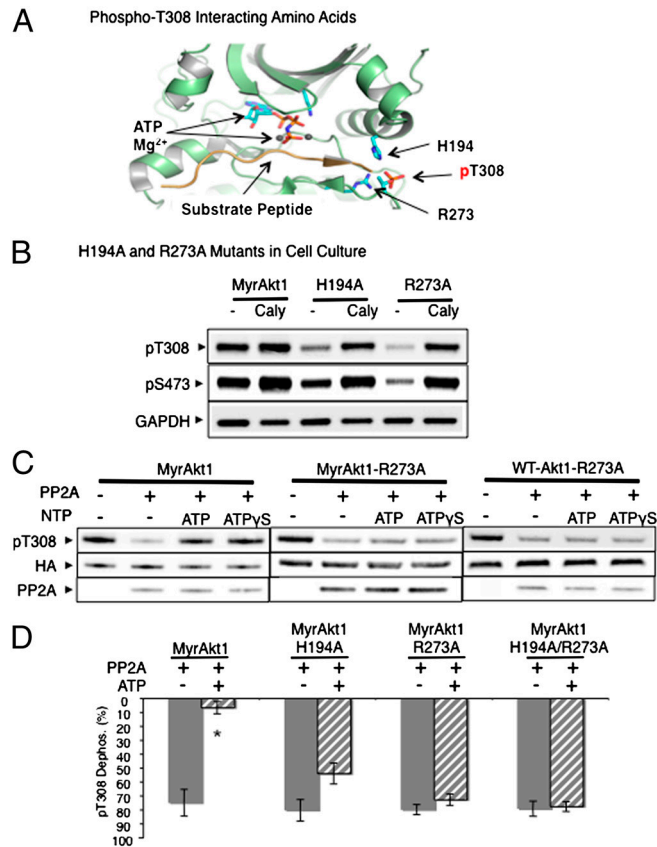 A
Phospho-T308 Interacting Amino Acids
ATP
Mg2+
H194
pT308
Substrate Peptide
R273
B
H194A and R273A Mutants in Cell Culture
MyrAkt1 H194A R273A
- Caly - Caly - Caly
pT308
pS473
GAPDH
C
MyrAkt1 MyrAkt1-R273A WT-Akt1-R273A
PP2A - + + + - + + + - + + +
NTP - ATP ATPγS - ATP ATPγS - ATP ATPγS
pT308
HA
PP2A
D
MyrAkt1 MyrAkt1 H194A MyrAkt1 R273A MyrAkt1 H194A/R273A
PP2A + + + + + + + +
ATP - + - + - + - +
pT308 Dephos. (%)
0
10
20
30
40
50
60
70
80
90
100
*